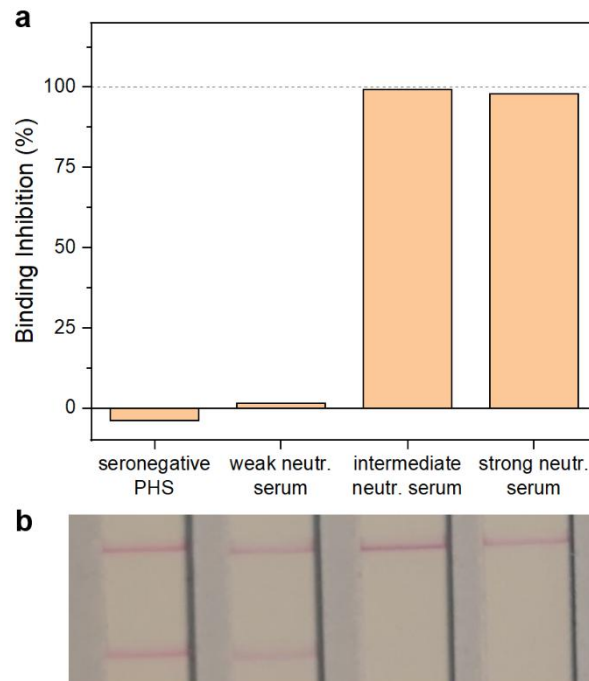 a
Binding Inhibition (%)
100
75
50
25
0
seronegative
PHS
weak neutr.
serum
intermediate
neutr. serum
strong neutr.
serum
b